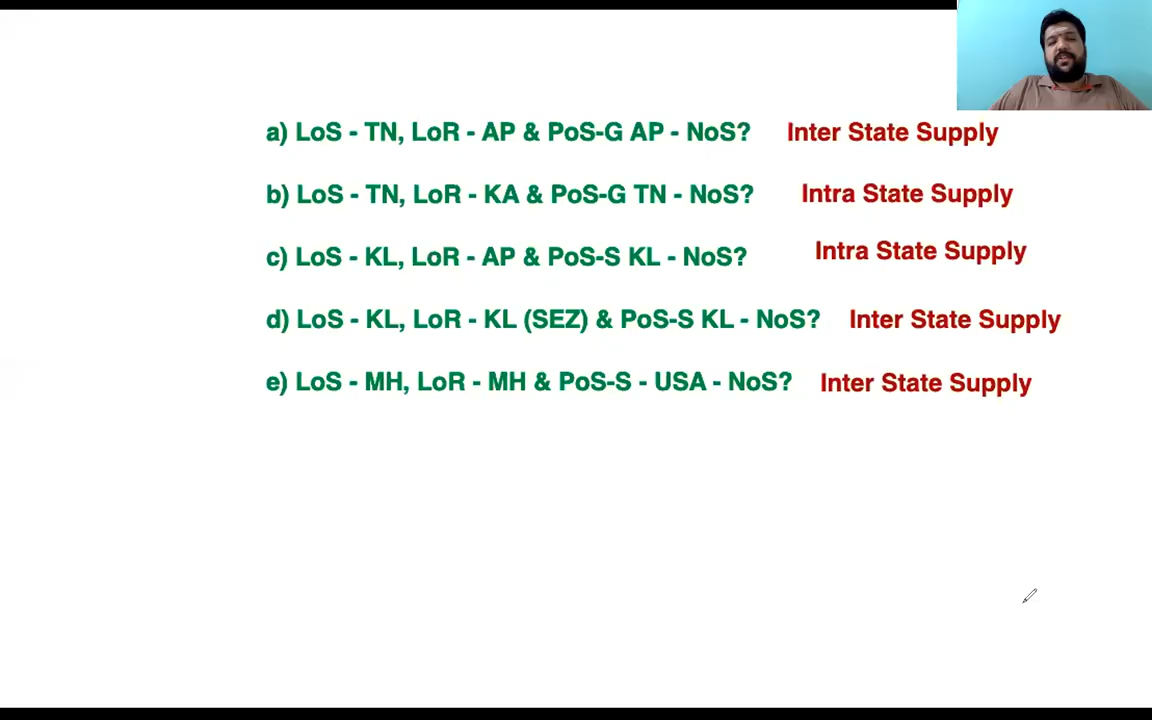 a) LoS - TN, LoR - AP & PoS-G AP - NoS? Inter State Supply
b) LoS - TN, LoR - KA & PoS-G TN - NoS? Intra State Supply
c) LoS - KL, LoR - AP & PoS-S KL - NoS? Intra State Supply
d) LoS - KL, LoR - KL (SEZ) & PoS-S KL - NoS? Inter State Supply
e) LoS - MH, LoR - MH & PoS-S - USA - NoS? Inter State Supply